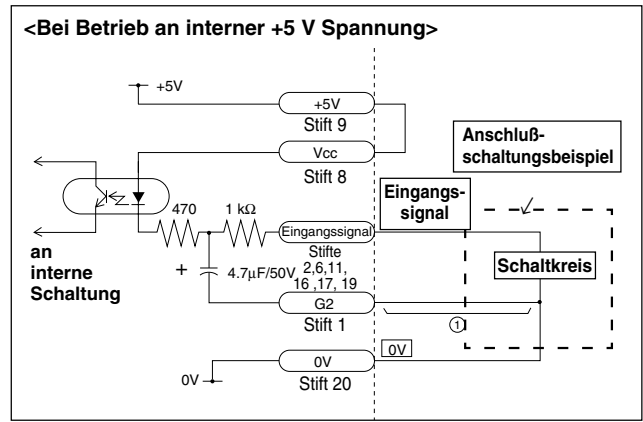 <Bei Betrieb an interner +5 V Spannung>
+5V
+5V
Stift 9
Vcc
Stift 8
Anschluß-
schaltungsbeispiel
Eingangs-
signal
470
1 kΩ
Eingangssignal
Stifte
2,6,11,
16 ,17, 19
Schaltkreis
an
interne
Schaltung
+
4.7μF/50V
G2
Stift 1
①
0V
0V
0V
Stift 20